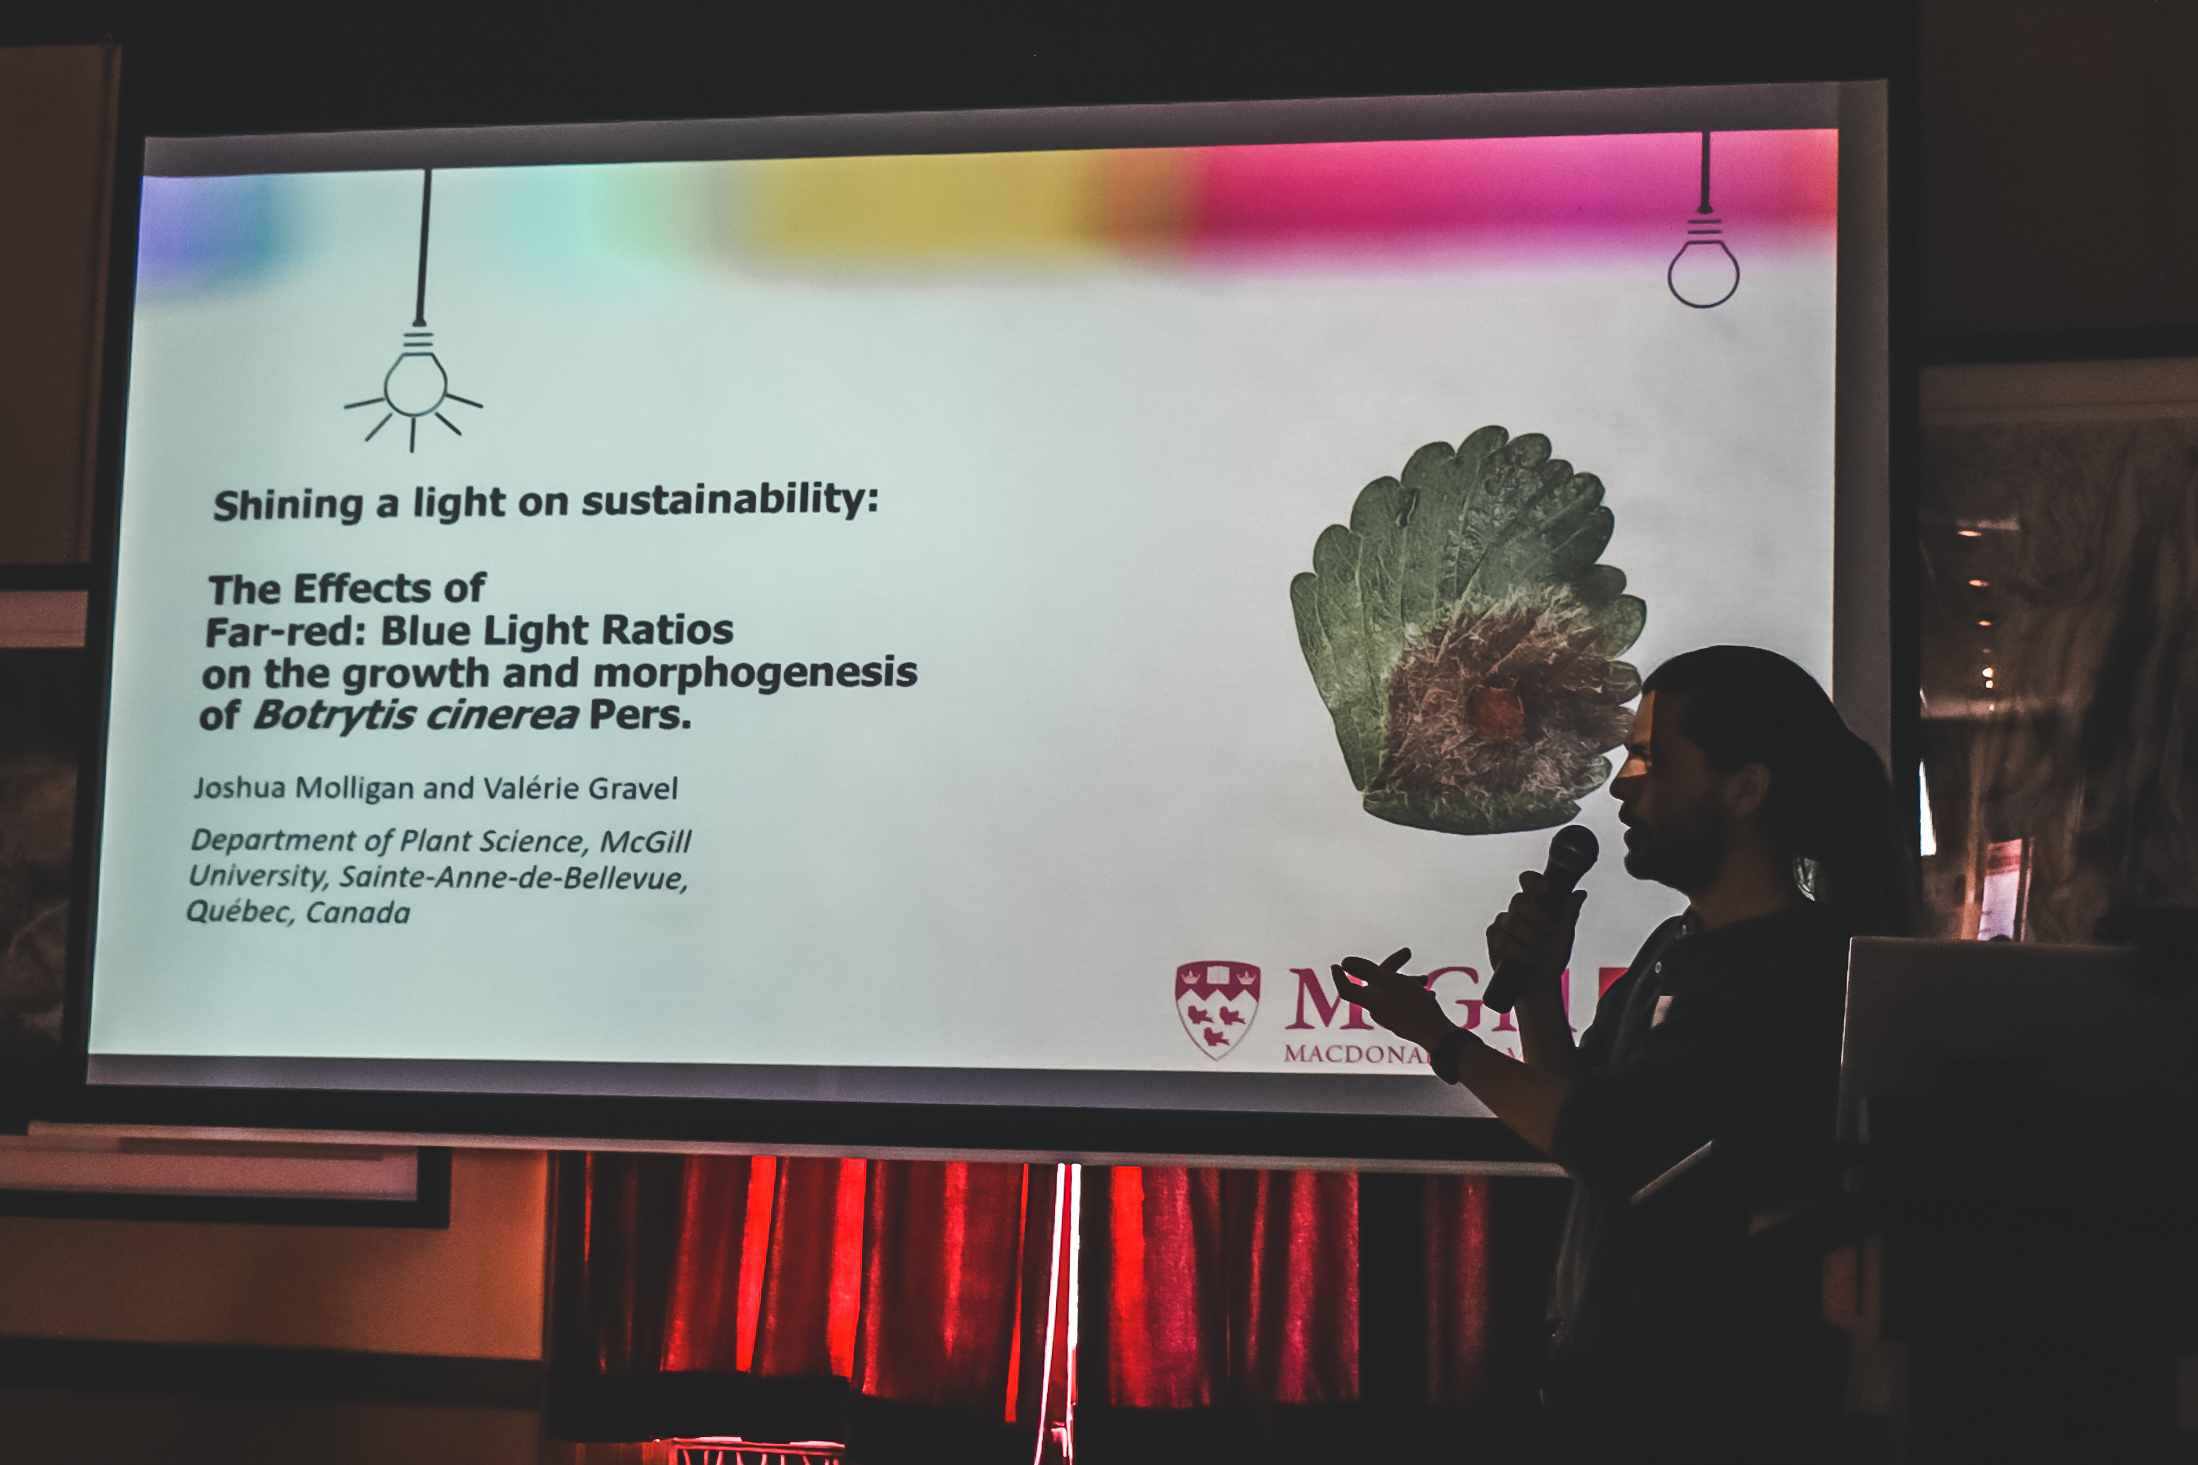 Shining a light on sustainability:
The Effects of
Far-red: Blue Light Ratios
on the growth and morphogenesis
of Botrytis cinerea Pers.
Joshua Molligan and Valérie Gravel
Department of Plant Science, McGill
University, Sainte-Anne-de-Bellevue,
Québec, Canada